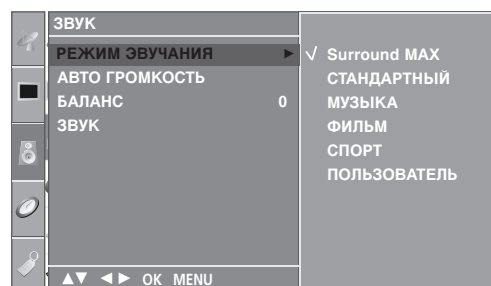 ЗВУК
РЕЖИМ ЗВУЧАНИЯ ►
АВТО ГРОМКОСТЬ
БАЛАНС 0
ЗВУК
√ Surround MAX
СТАНДАРТНЫЙ
МУЗЫКА
ФИЛЬМ
СПОРТ
ПОЛЬЗОВАТЕЛЬ
▲▼ ◄► OK MENU